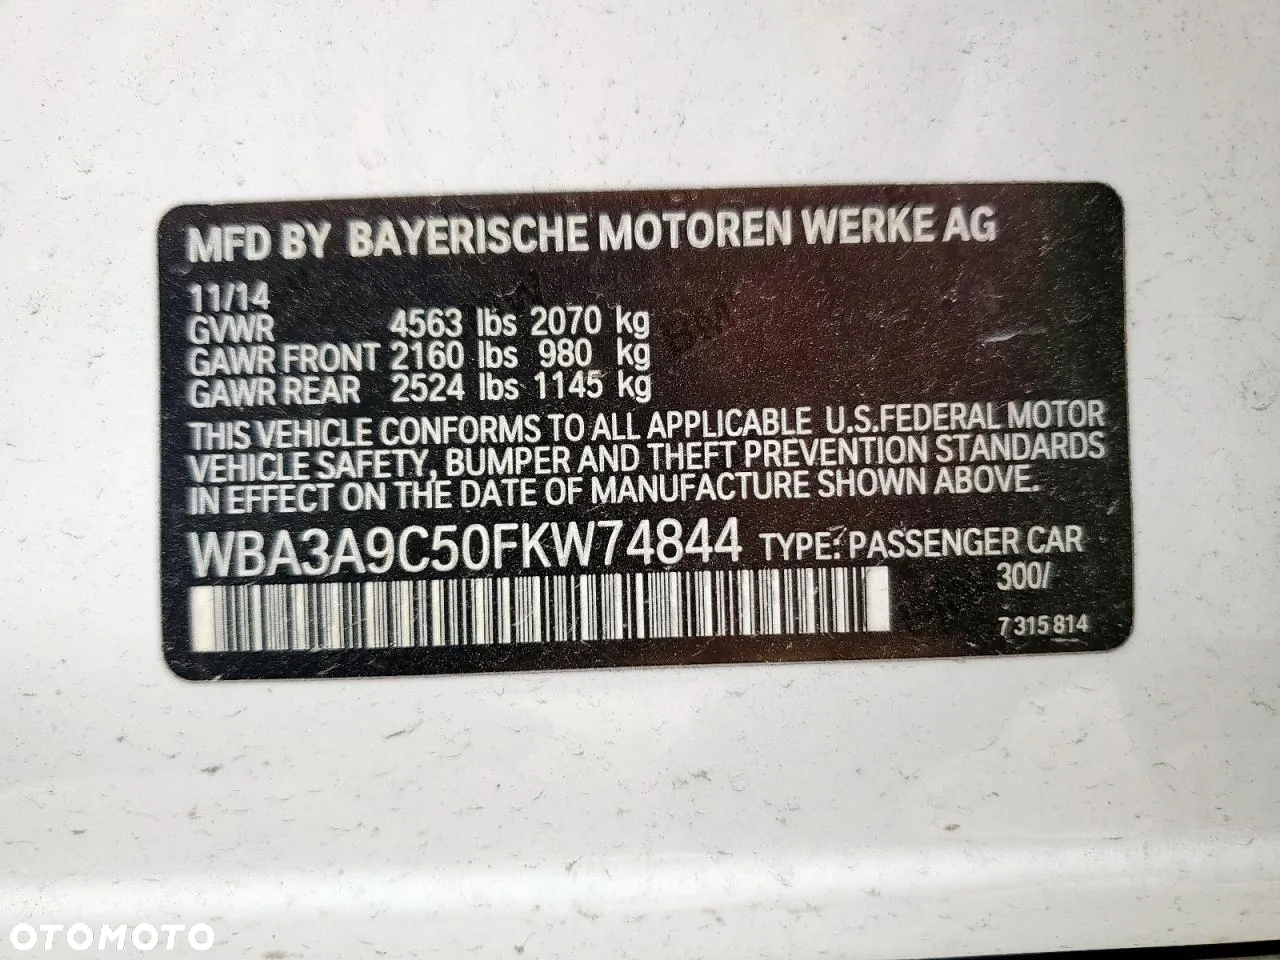 MFD BY BAYERISCHE MOTOREN WERKE AG
11/14
GVWR 4563 lbs 2070 kg
GAWR FRONT 2160 lbs 980 kg
GAWR REAR 2524 lbs 1145 kg
THIS VEHICLE CONFORMS TO ALL APPLICABLE U.S.FEDERAL MOTOR
VEHICLE SAFETY, BUMPER AND THEFT PREVENTION STANDARDS
IN EFFECT ON THE DATE OF MANUFACTURE SHOWN ABOVE.
WBA3A9C50FKW74844 TYPE: PASSENGER CAR
300/
7 315 814
OTOMOTO